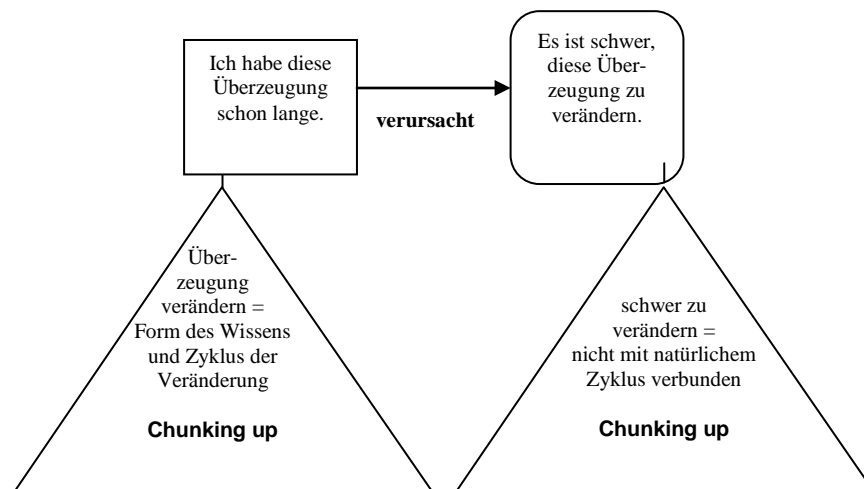 Ich habe diese
Überzeugung
schon lange.
verursacht
Es ist schwer,
diese Über-
zeugung zu
verändern.
Über-
zeugung
verändern =
Form des Wissens
und Zyklus der
Veränderung
Chunking up
schwer zu
verändern =
nicht mit natürlichem
Zyklus verbunden
Chunking up